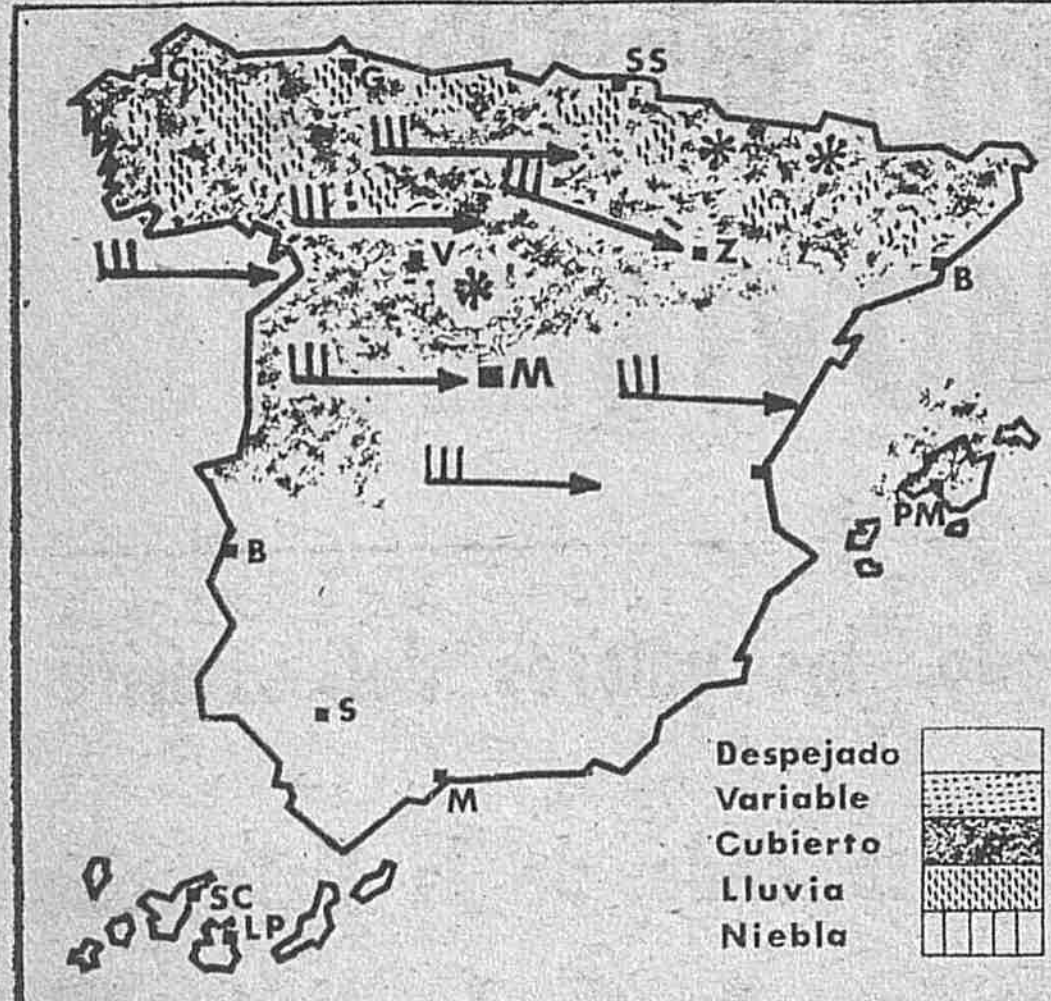 C
G
SS
V
Z
B
M
PM
B
S
M
SC
LP
Despejado
Variable
Cubierto
Lluvia
Niebla